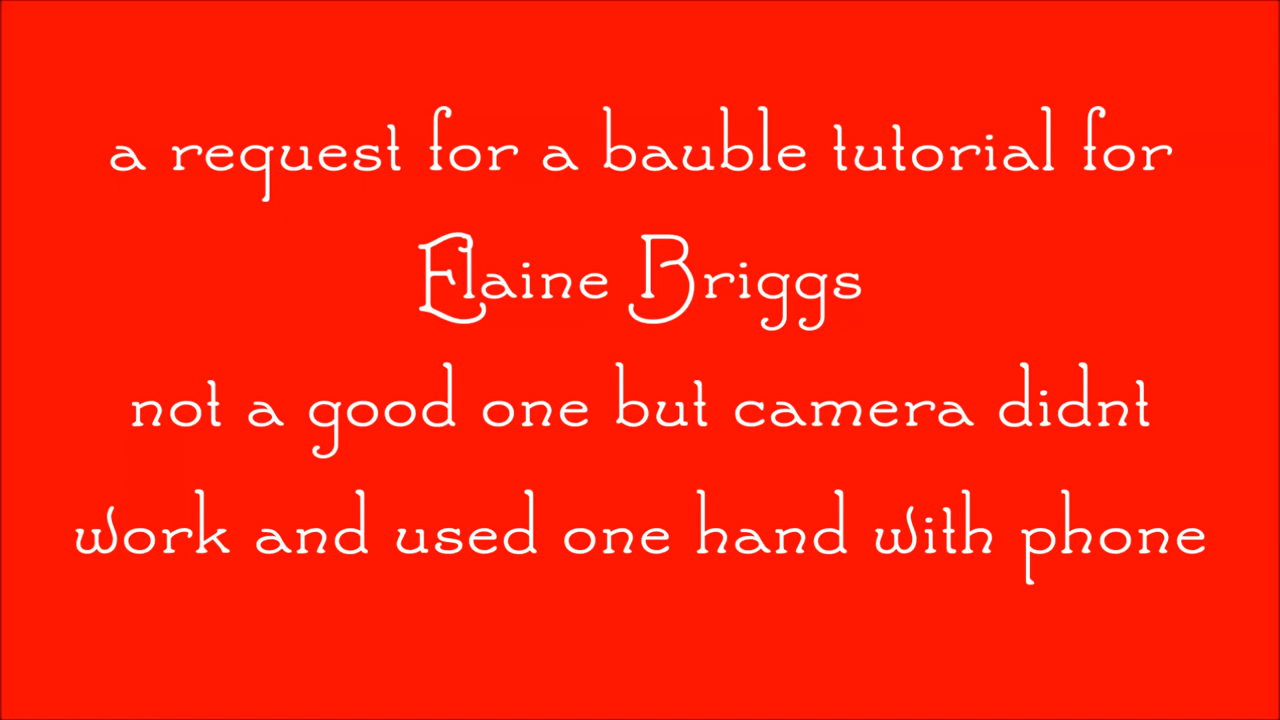 a request for a bauble tutorial for
Elaine Briggs
not a good one but camera didnt
work and used one hand with phone